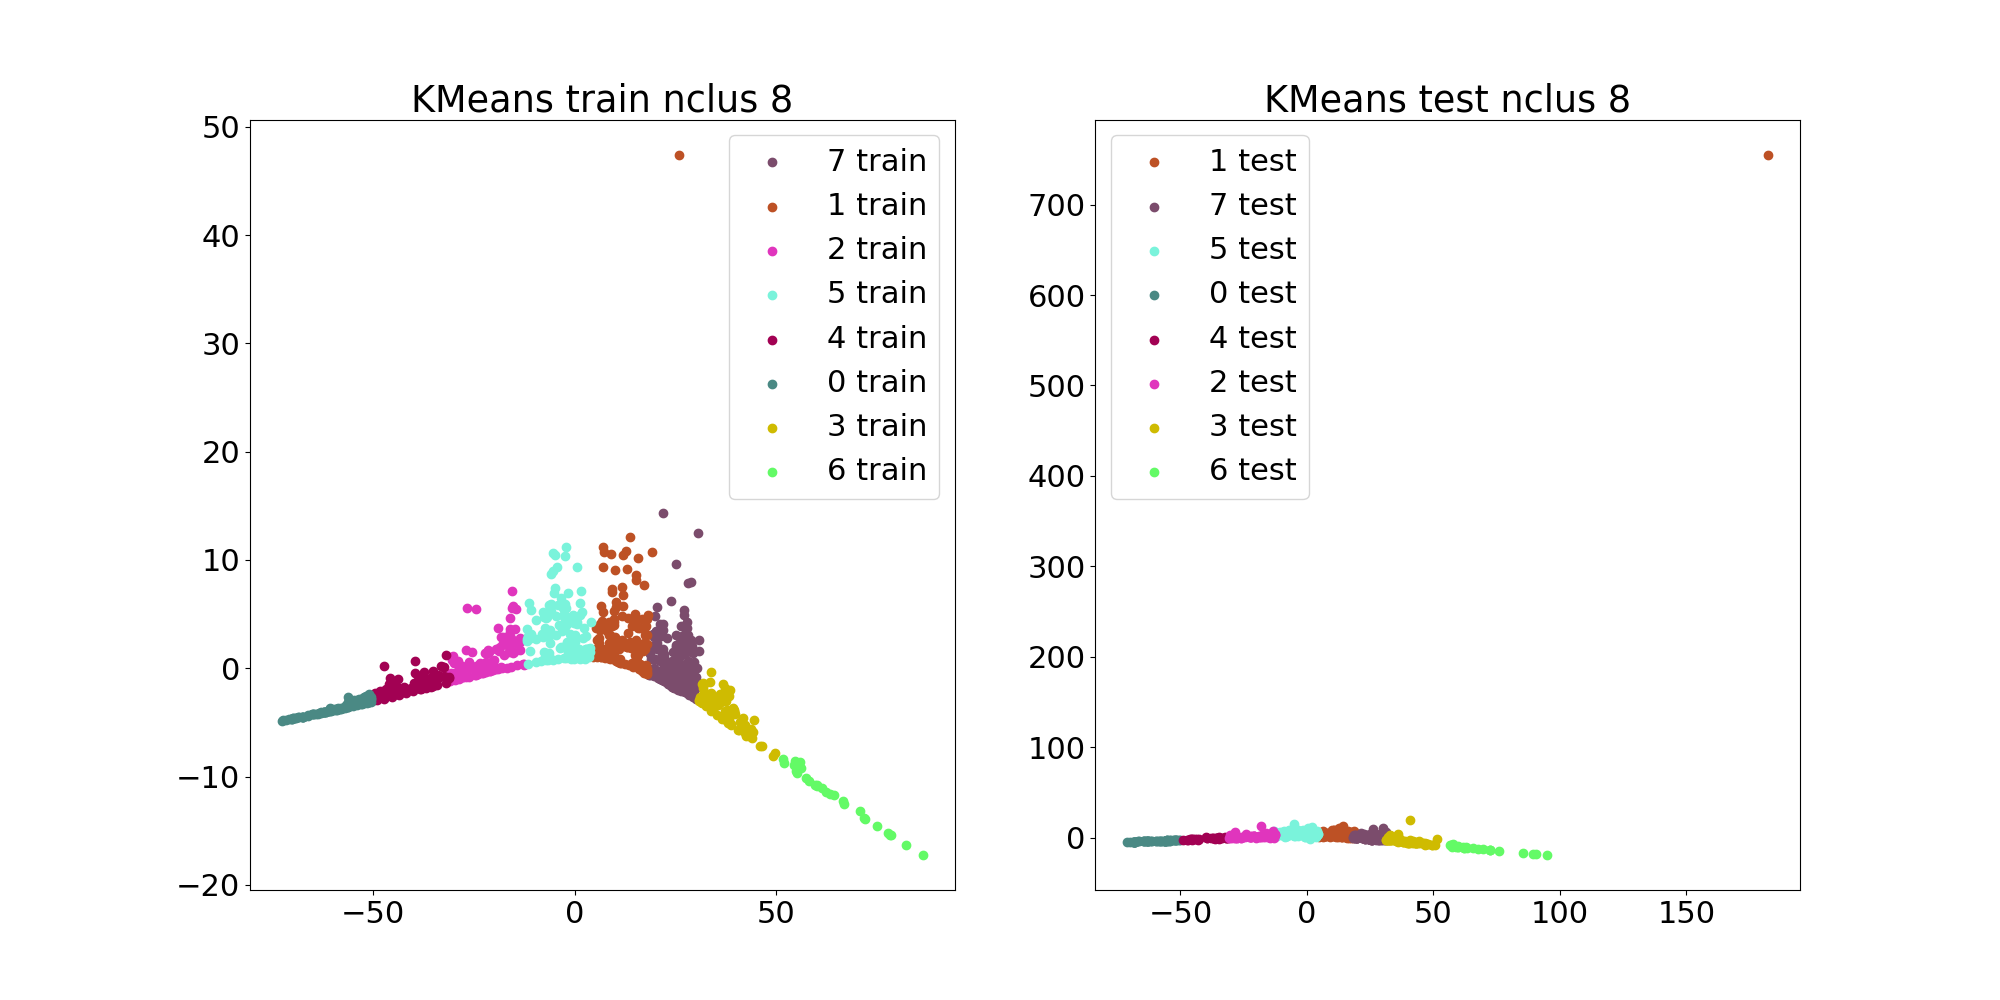 KMeans train nclus 8
50
40
30
20
10
0
−10
−20
−50
0
50
7 train
1 train
2 train
5 train
4 train
0 train
3 train
6 train
KMeans test nclus 8
700
600
500
400
300
200
100
0
−50
0
50
100
150
1 test
7 test
5 test
0 test
4 test
2 test
3 test
6 test